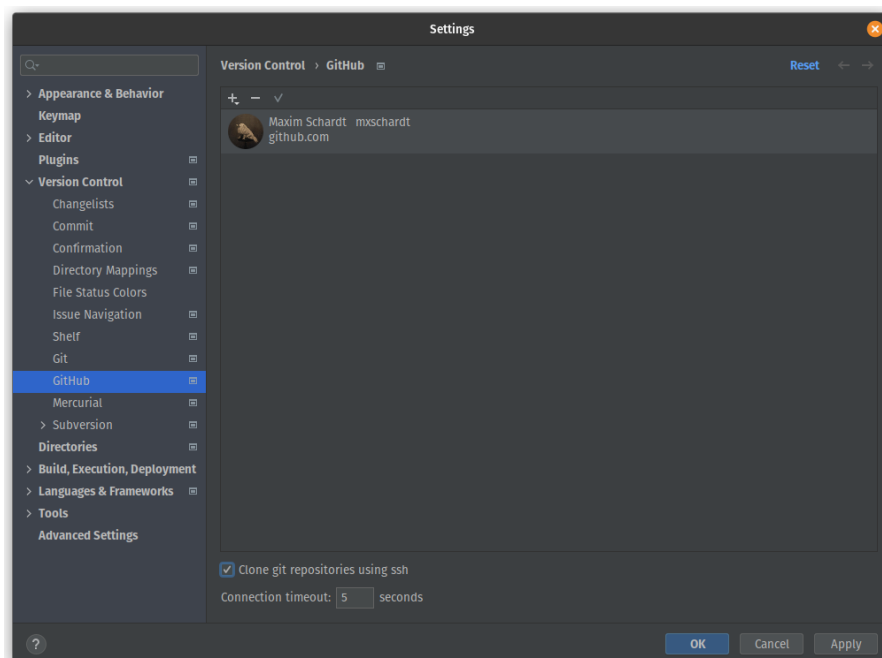 Settings
Version Control › GitHub
Reset
Appearance & Behavior
Keymap
Editor
Plugins
Version Control
Changelists
Commit
Confirmation
Directory Mappings
File Status Colors
Issue Navigation
Shelf
Git
GitHub
Mercurial
Subversion
Directories
Build, Execution, Deployment
Languages & Frameworks
Tools
Advanced Settings
Maxim Schardt mxschardt
github.com
Clone git repositories using ssh
Connection timeout: 5 seconds
?
OK
Cancel
Apply